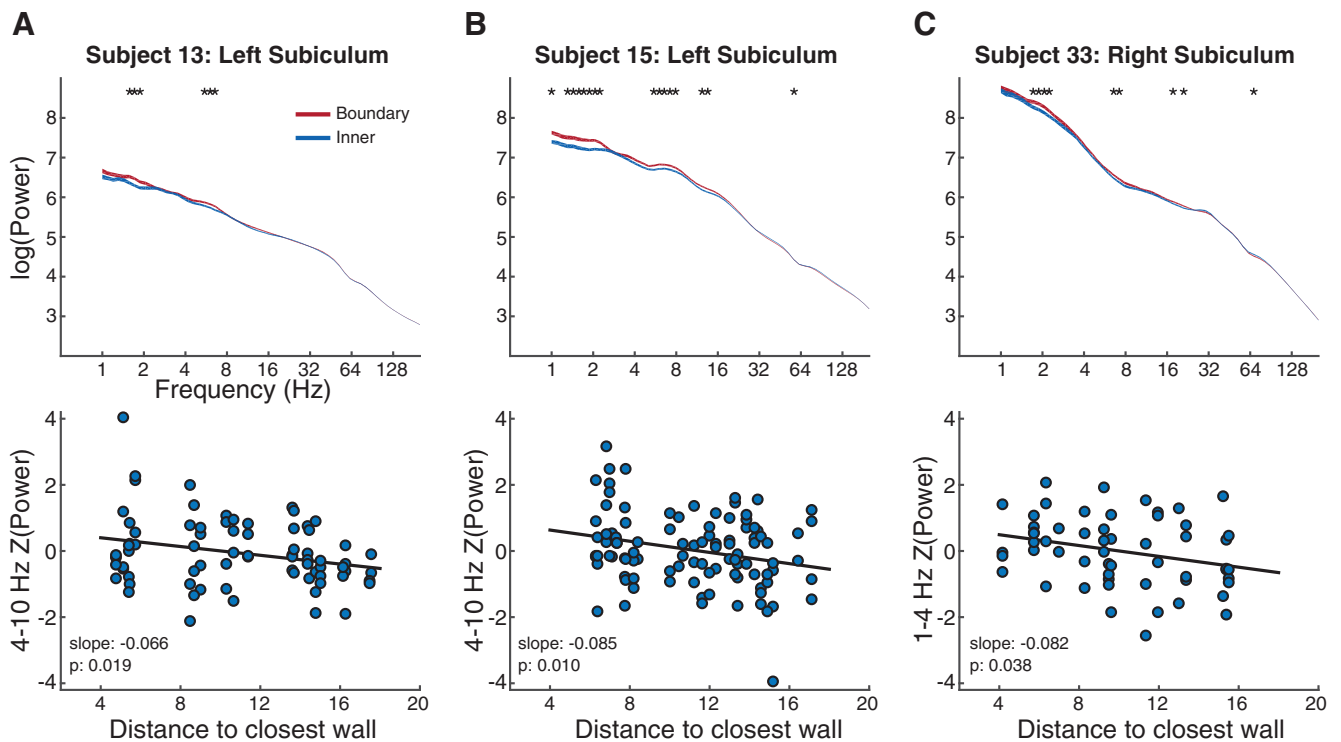 A
Subject 13: Left Subiculum
*** ***
Boundary
Inner
log(Power)
8
7
6
5
4
3
1 2 4 8 16 32 64 128
Frequency (Hz)
4-10 Hz Z(Power)
4
2
0
-2
-4
slope: -0.066
p: 0.019
4 8 12 16 20
Distance to closest wall
B
Subject 15: Left Subiculum
* ******* ****** ** *
8
7
6
5
4
3
1 2 4 8 16 32 64 128
4-10 Hz Z(Power)
4
2
0
-2
-4
slope: -0.085
p: 0.010
4 8 12 16 20
Distance to closest wall
C
Subject 33: Right Subiculum
**** ** * * *
8
7
6
5
4
3
1 2 4 8 16 32 64 128
1-4 Hz Z(Power)
4
2
0
-2
-4
slope: -0.082
p: 0.038
4 8 12 16 20
Distance to closest wall